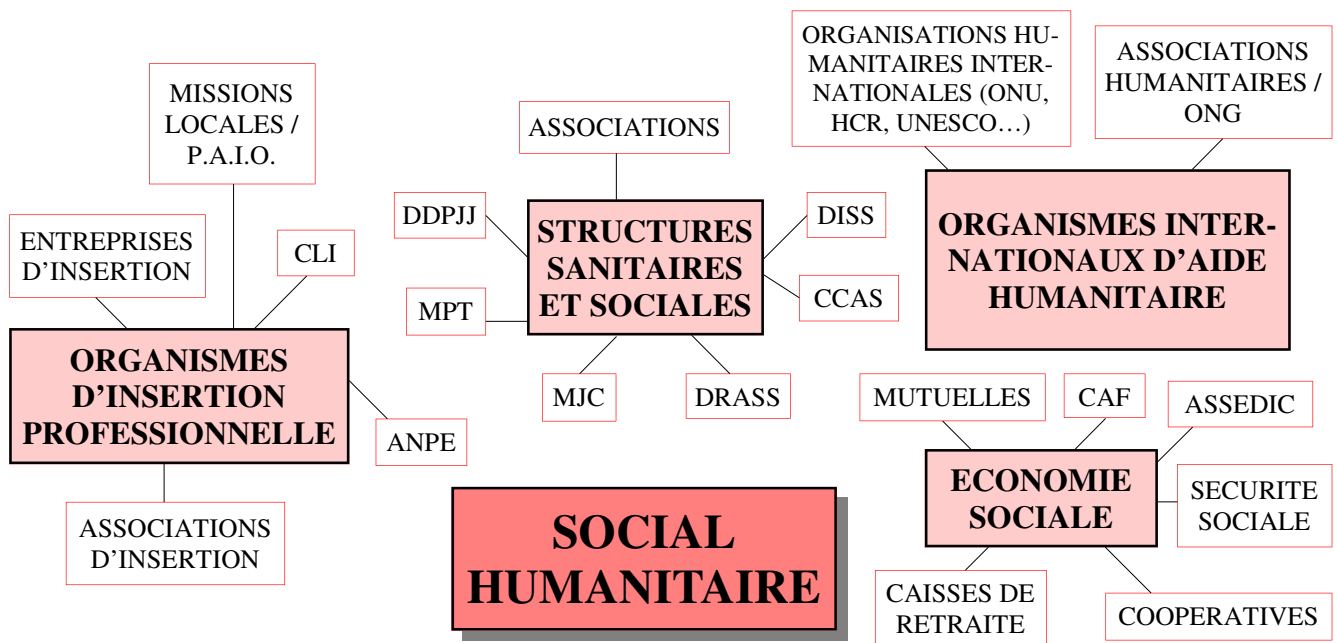 MISSIONS
LOCALES /
P.A.I.O.
ENTREPRISES
D’INSERTION
CLI
ORGANISMES
D’INSERTION
PROFESSIONNELLE
ANPE
ASSOCIATIONS
D’INSERTION
ASSOCIATIONS
DDPJJ
DISS
STRUCTURES
SANITAIRES
ET SOCIALES
MPT
CCAS
MJC
DRASS
ORGANISATIONS HU-
MANITAIRES INTER-
NATIONALES (ONU,
HCR, UNESCO…)
ASSOCIATIONS
HUMANITAIRES /
ONG
ORGANISMES INTER-
NATIONAUX D’AIDE
HUMANITAIRE
MUTUELLES
CAF
ASSEDIC
ECONOMIE
SOCIALE
SECURITE
SOCIALE
CAISSES DE
RETRAITE
COOPERATIVES
SOCIAL
HUMANITAIRE